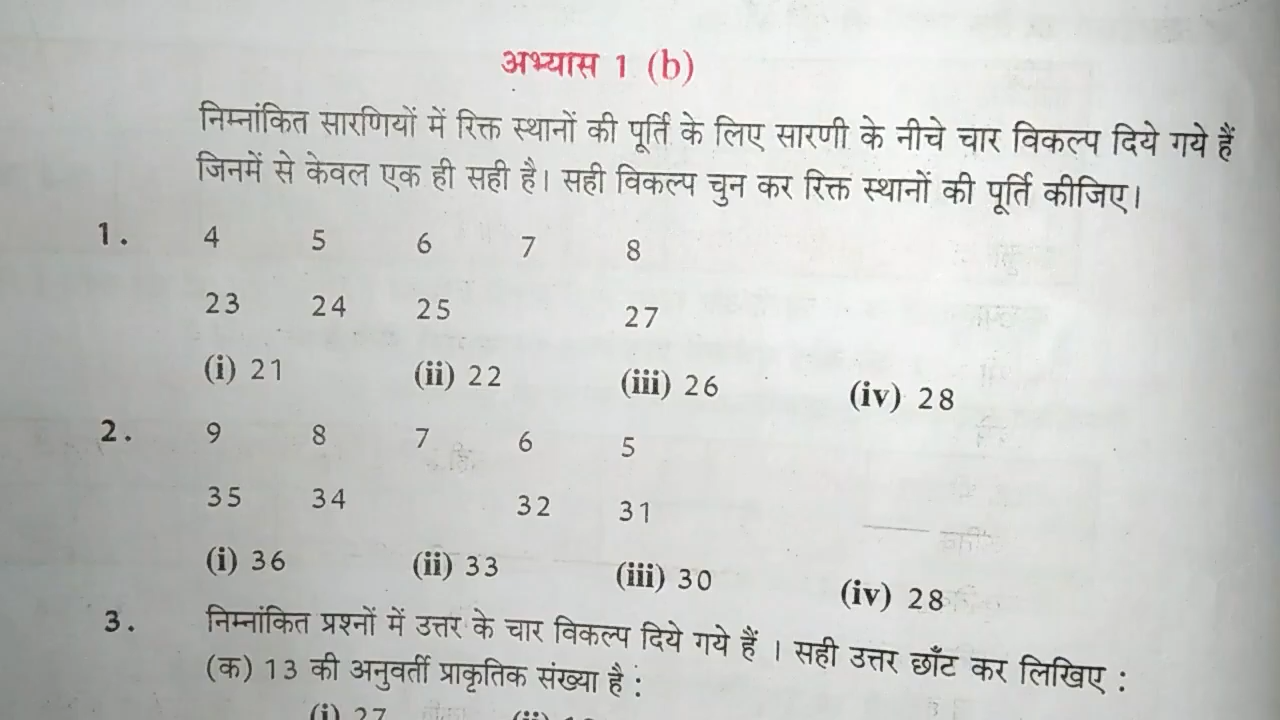 अभ्यास 1 (b)
निम्नांकित सारणियों में रिक्त स्थानों की पूर्ति के लिए सारणी के नीचे चार विकल्प दिये गये हैं
जिनमें से केवल एक ही सही है। सही विकल्प चुन कर रिक्त स्थानों की पूर्ति कीजिए।
1. 4 5 6 7 8
23 24 25 27
(i) 21 (ii) 22 (iii) 26 (iv) 28
2. 9 8 7 6 5
35 34 32 31
(i) 36 (ii) 33 (iii) 30 (iv) 28
3. निम्नांकित प्रश्नों में उत्तर के चार विकल्प दिये गये हैं । सही उत्तर छाँट कर लिखिए :
(क) 13 की अनुवर्ती प्राकृतिक संख्या है :
(i) 27 (ii)